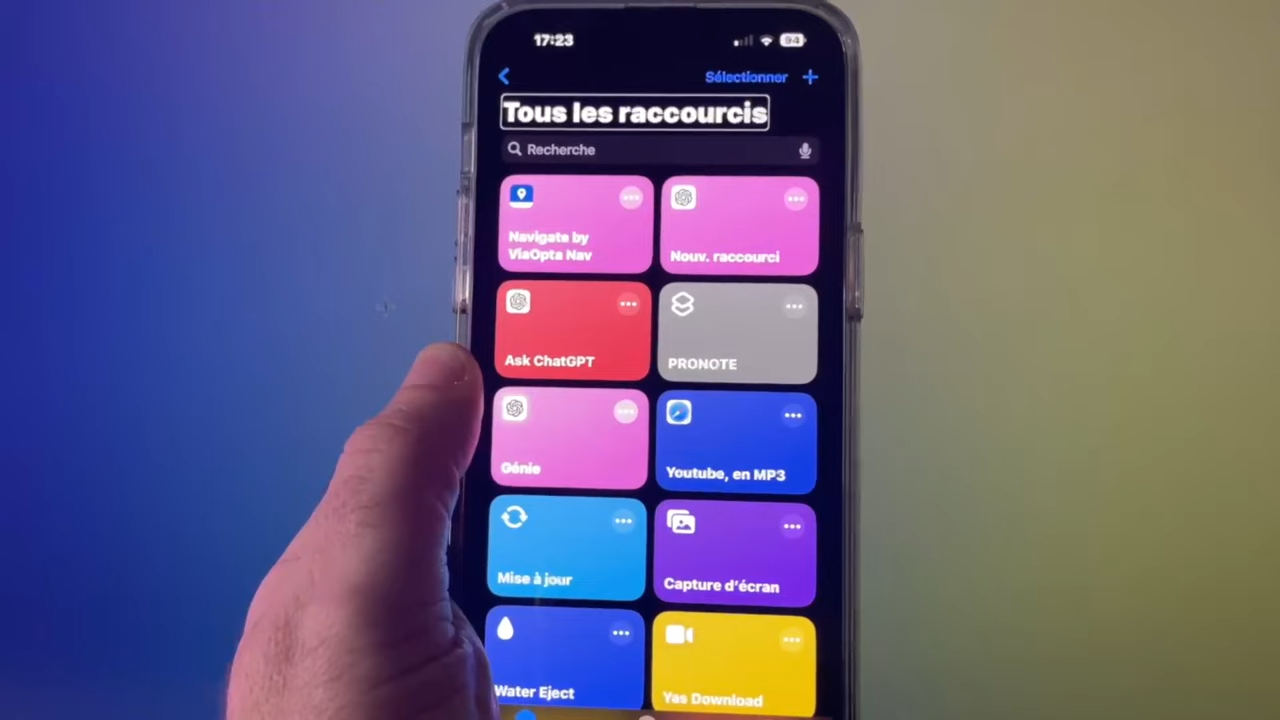 17:23
94
Sélectionner
Tous les raccourcis
Recherche
Navigate by
ViaOpta Nav
Nouv. raccourci
Ask ChatGPT
PRONOTE
Génie
Youtube, en MP3
Mise à jour
Capture d'écran
Water Eject
Yas Download